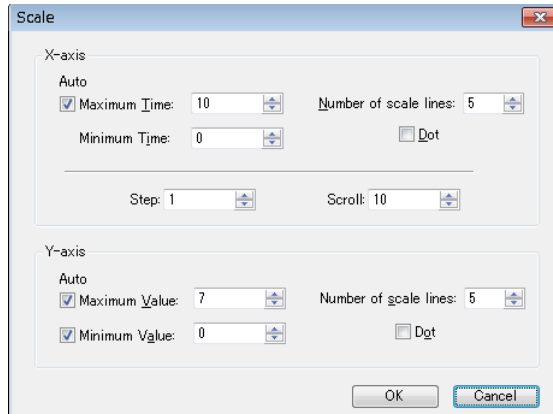 Scale
X-axis
Auto
Maximum Time: 10 Number of scale lines: 5
Minimum Time: 0 Dot
Step: 1 Scroll: 10
Y-axis
Auto
Maximum Value: 7 Number of scale lines: 5
Minimum Value: 0 Dot
OK Cancel